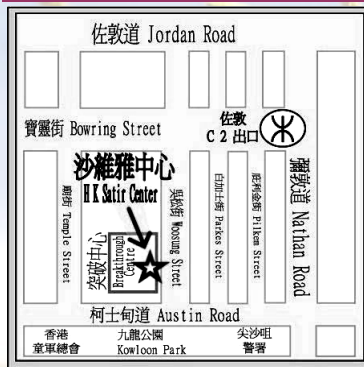 佐敦道 Jordan Road
寶靈街 Bowring Street
佐敦
C 2 出口
沙維雅中心
H K Satir Center
廟街 Temple Street
突破中心
Breakthrough
Centre
吳松街 Woosung Street
白加士街 Parkes Street
庇利金街 Pilkem Street
彌敦道 Nathan Road
柯士甸道 Austin Road
香港
童軍總會
九龍公園
Kowloon Park
尖沙咀
警署